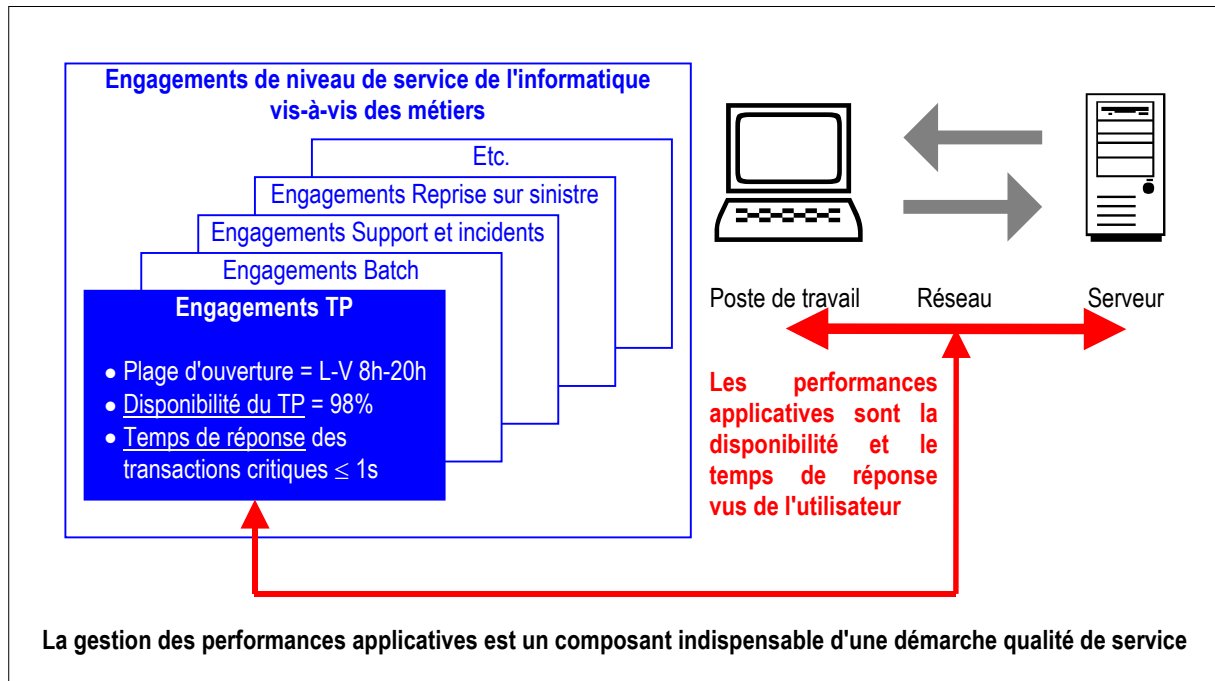 Engagements de niveau de service de l'informatique
vis-à-vis des métiers
Etc.
Engagements Reprise sur sinistre
Engagements Support et incidents
Engagements Batch
Engagements TP
• Plage d'ouverture = L-V 8h-20h
• Disponibilité du TP = 98%
• Temps de réponse des
transactions critiques ≤ 1s
Poste de travail
Réseau
Serveur
Les performances
applicatives sont la
disponibilité et le
temps de réponse
vus de l'utilisateur
La gestion des performances applicatives est un composant indispensable d'une démarche qualité de service